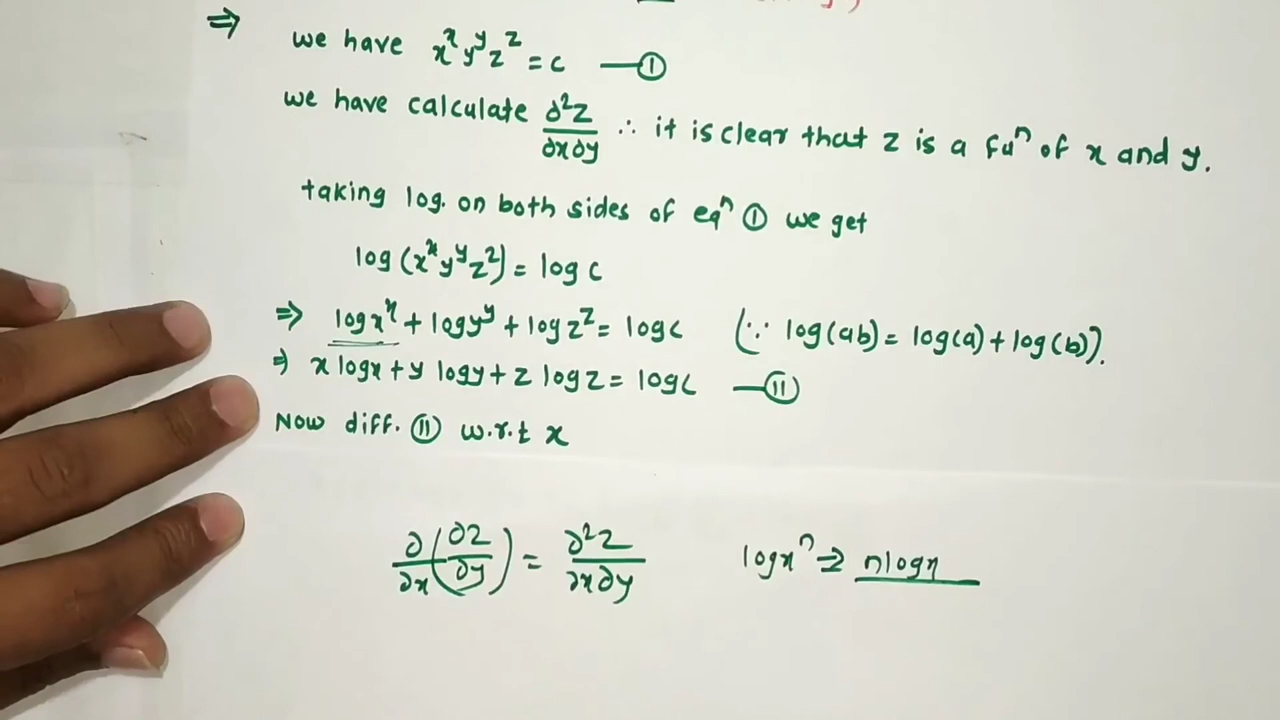 ⇒ we have x^x y^y z^z = c —①
we have calculate ∂²z/∂x∂y ∴ it is clear that z is a fuⁿ of x and y.
taking log. on both sides of eqⁿ ① we get
log (x^x y^y z^z) = log c
⇒ log x^x + log y^y + log z^z = log c (∵ log(ab) = log(a) + log(b)).
⇒ x log x + y log y + z log z = log c —⑪
Now diff. ⑪ w.r.t x
∂/∂x (∂z/∂y) = ∂²z/∂x∂y log xⁿ ⇒ n log x